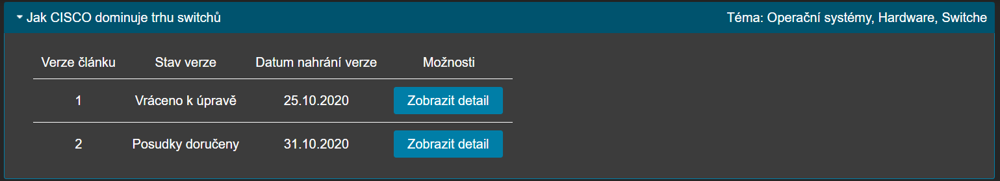 Jak CISCO dominuje trhu switchů Téma: Operační systémy, Hardware, Switche
Verze článku Stav verze Datum nahrání verze Možnosti
1 Vráceno k úpravě 25.10.2020 Zobrazit detail
2 Posudky doručeny 31.10.2020 Zobrazit detail